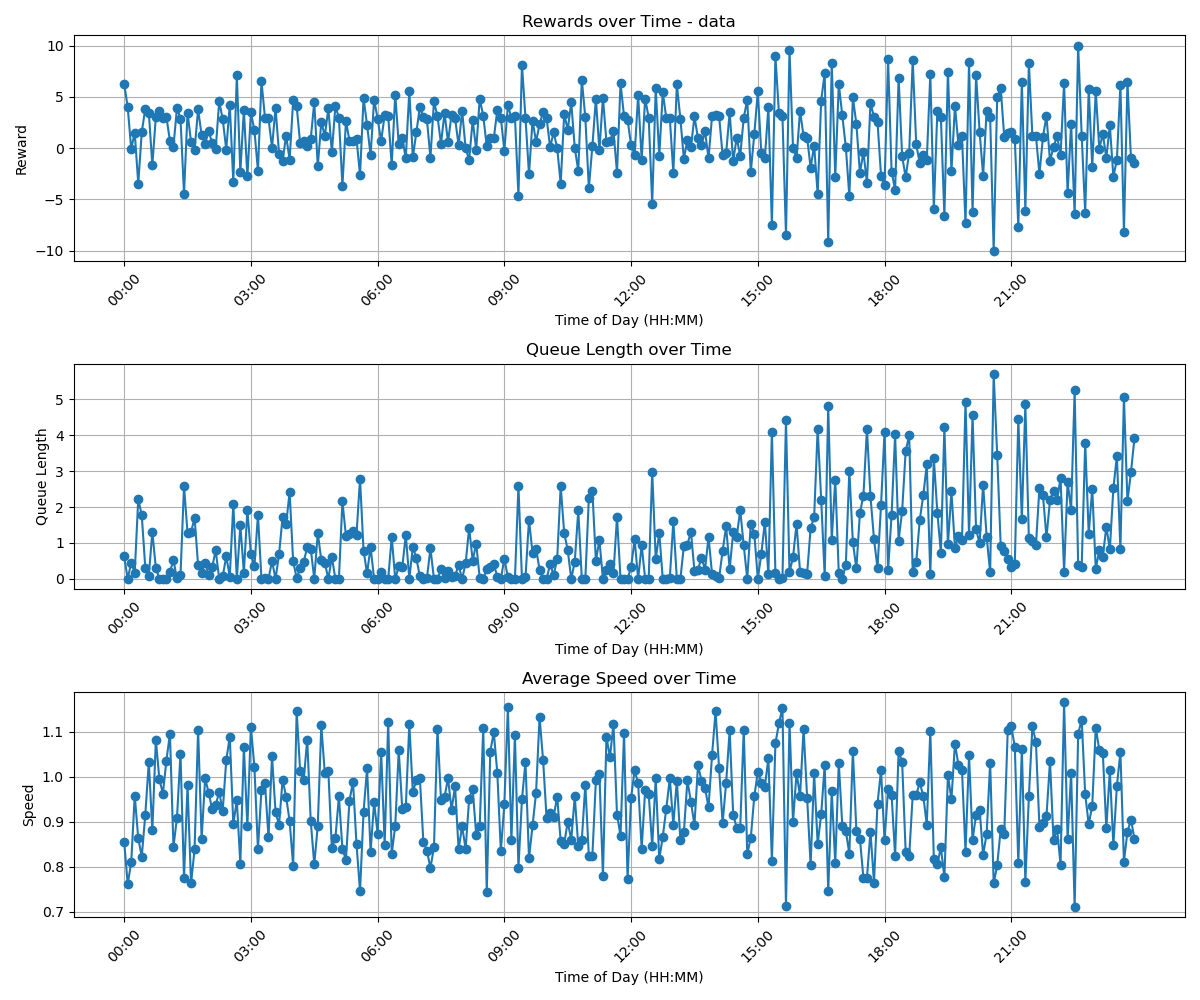 Rewards over Time - data
Reward
10
5
0
−5
−10
00:00 03:00 06:00 09:00 12:00 15:00 18:00 21:00
Time of Day (HH:MM)
Queue Length over Time
Queue Length
5
4
3
2
1
0
00:00 03:00 06:00 09:00 12:00 15:00 18:00 21:00
Time of Day (HH:MM)
Average Speed over Time
Speed
1.1
1.0
0.9
0.8
0.7
00:00 03:00 06:00 09:00 12:00 15:00 18:00 21:00
Time of Day (HH:MM)